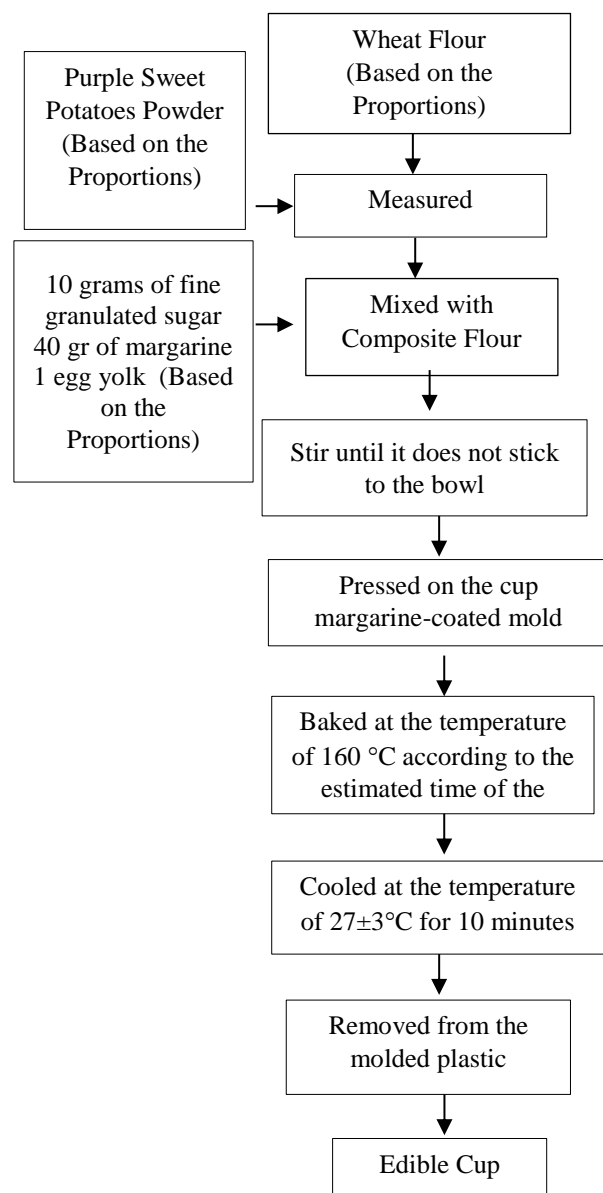 Wheat Flour
(Based on the
Proportions)
Purple Sweet
Potatoes Powder
(Based on the
Proportions)
Measured
10 grams of fine
granulated sugar
40 gr of margarine
1 egg yolk (Based
on the
Proportions)
Mixed with
Composite Flour
Stir until it does not stick
to the bowl
Pressed on the cup
margarine-coated mold
Baked at the temperature
of 160 °C according to the
estimated time of the
Cooled at the temperature
of 27±3°C for 10 minutes
Removed from the
molded plastic
Edible Cup